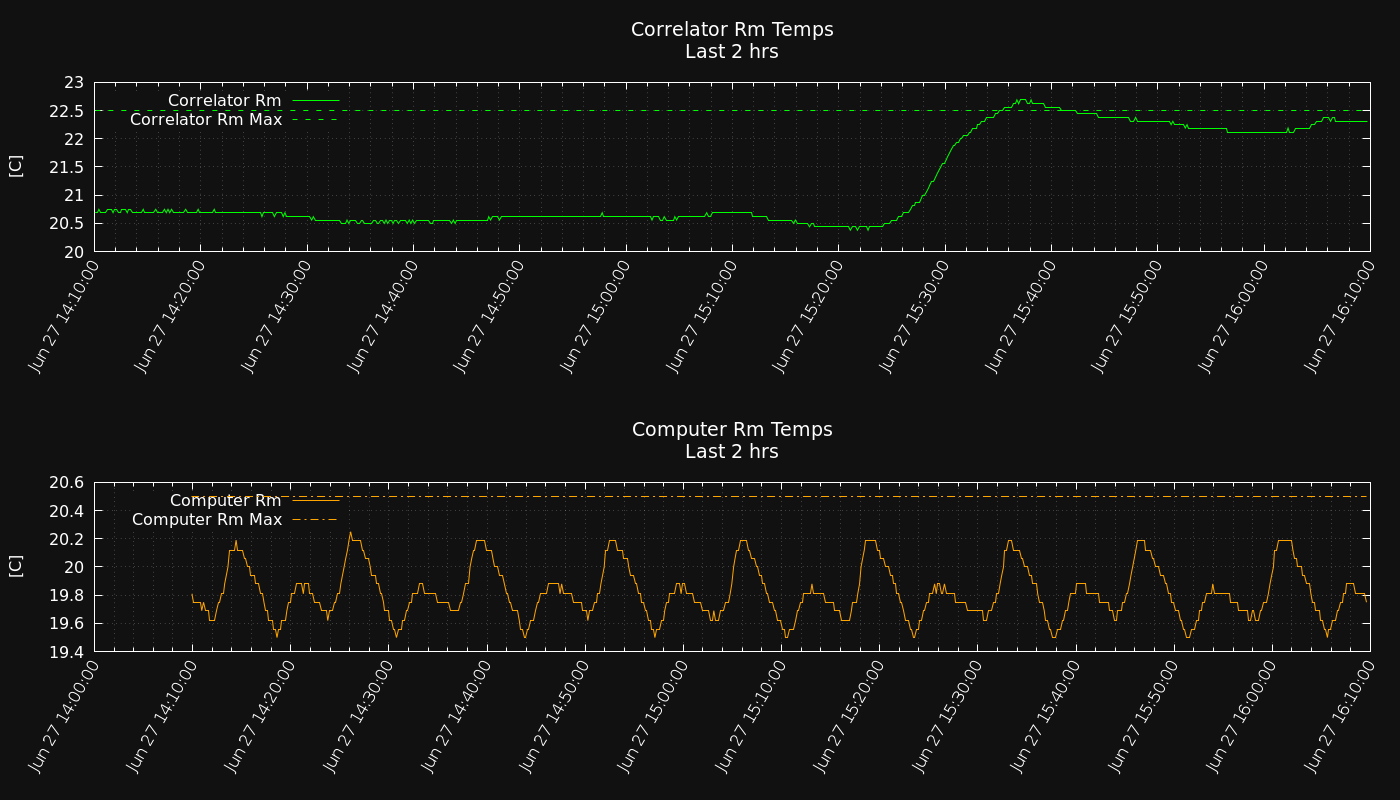 Correlator Rm Temps
Last 2 hrs
23
22.5
22
21.5
21
20.5
20
[C]
Correlator Rm
Correlator Rm Max
Jun 27 14:10:00
Jun 27 14:20:00
Jun 27 14:30:00
Jun 27 14:40:00
Jun 27 14:50:00
Jun 27 15:00:00
Jun 27 15:10:00
Jun 27 15:20:00
Jun 27 15:30:00
Jun 27 15:40:00
Jun 27 15:50:00
Jun 27 16:00:00
Jun 27 16:10:00
Computer Rm Temps
Last 2 hrs
20.6
20.4
20.2
20
19.8
19.6
19.4
[C]
Computer Rm
Computer Rm Max
Jun 27 14:00:00
Jun 27 14:10:00
Jun 27 14:20:00
Jun 27 14:30:00
Jun 27 14:40:00
Jun 27 14:50:00
Jun 27 15:00:00
Jun 27 15:10:00
Jun 27 15:20:00
Jun 27 15:30:00
Jun 27 15:40:00
Jun 27 15:50:00
Jun 27 16:00:00
Jun 27 16:10:00